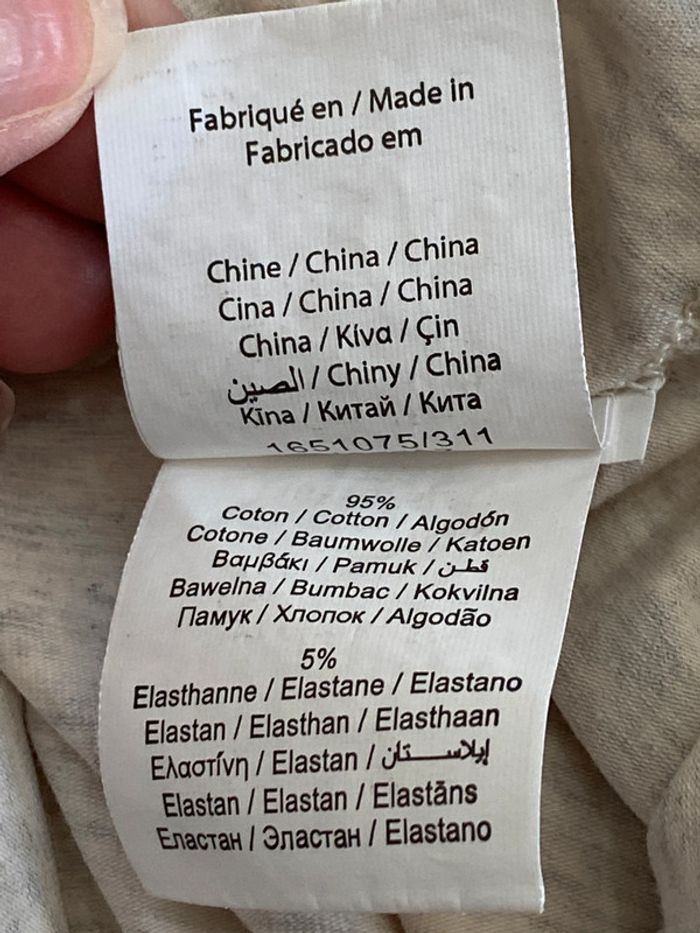 Fabriqué en / Made in
Fabricado em
Chine / China / China
Cina / China / China
China / Κίνα / Çin
الصين / Chiny / China
Ķīna / Китай / Кита
1651075/311
95%
Coton / Cotton / Algodón
Cotone / Baumwolle / Katoen
Βαμβάκι / Pamuk / قطن
Bawełna / Bumbac / Kokvilna
Памук / Хлопок / Algodão
5%
Elasthanne / Elastane / Elastano
Elastan / Elasthan / Elasthaan
Ελαστίνη / Elastan / إيلاستان
Elastan / Elastan / Elastāns
Еластан / Эластан / Elastano